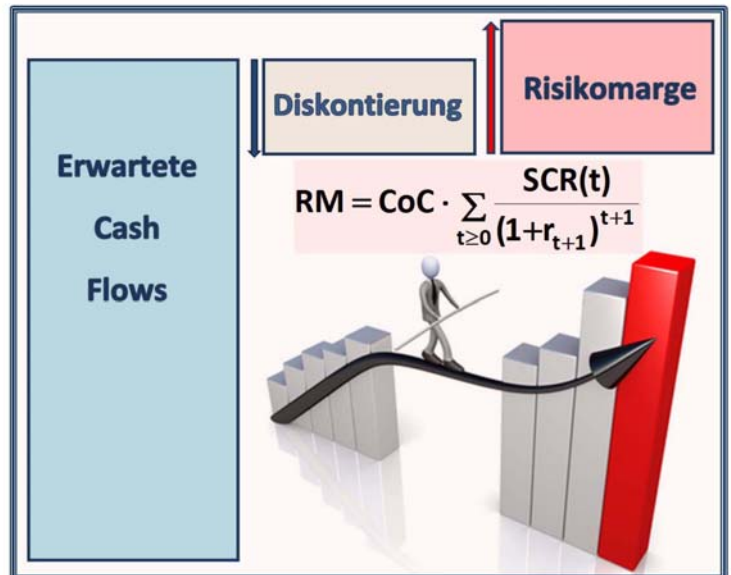 Erwartete
Cash
Flows
Diskontierung
Risikomarge
RM = CoC · ∑ t≥0 SCR(t) / (1+r_{t+1})^{t+1}